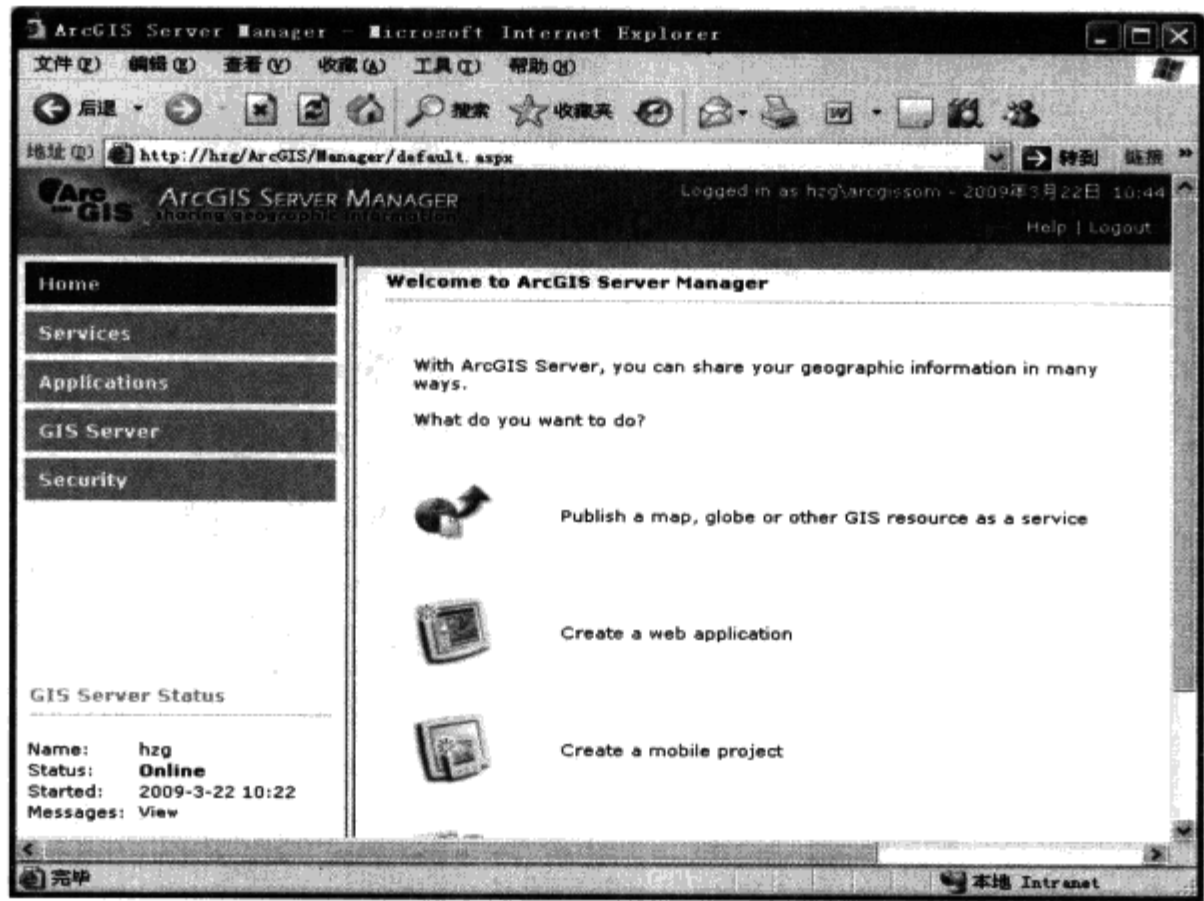 ArcGIS Server Manager - Microsoft Internet Explorer
文件(F) 编辑(E) 查看(V) 收藏(A) 工具(T) 帮助(H)
后退 搜索 收藏夹
地址(D) http://hzg/ArcGIS/Manager/default.aspx 转到 链接 »
ArcGIS ARCGIS SERVER MANAGER Logged in as hzg\arcgissom - 2009年3月22日 10:44
sharing geographic information
Help | Logout
Home
Services
Applications
GIS Server
Security
Welcome to ArcGIS Server Manager
With ArcGIS Server, you can share your geographic information in many
ways.
What do you want to do?
Publish a map, globe or other GIS resource as a service
Create a web application
Create a mobile project
GIS Server Status
Name: hzg
Status: Online
Started: 2009-3-22 10:22
Messages: View
完毕 本地 Intranet